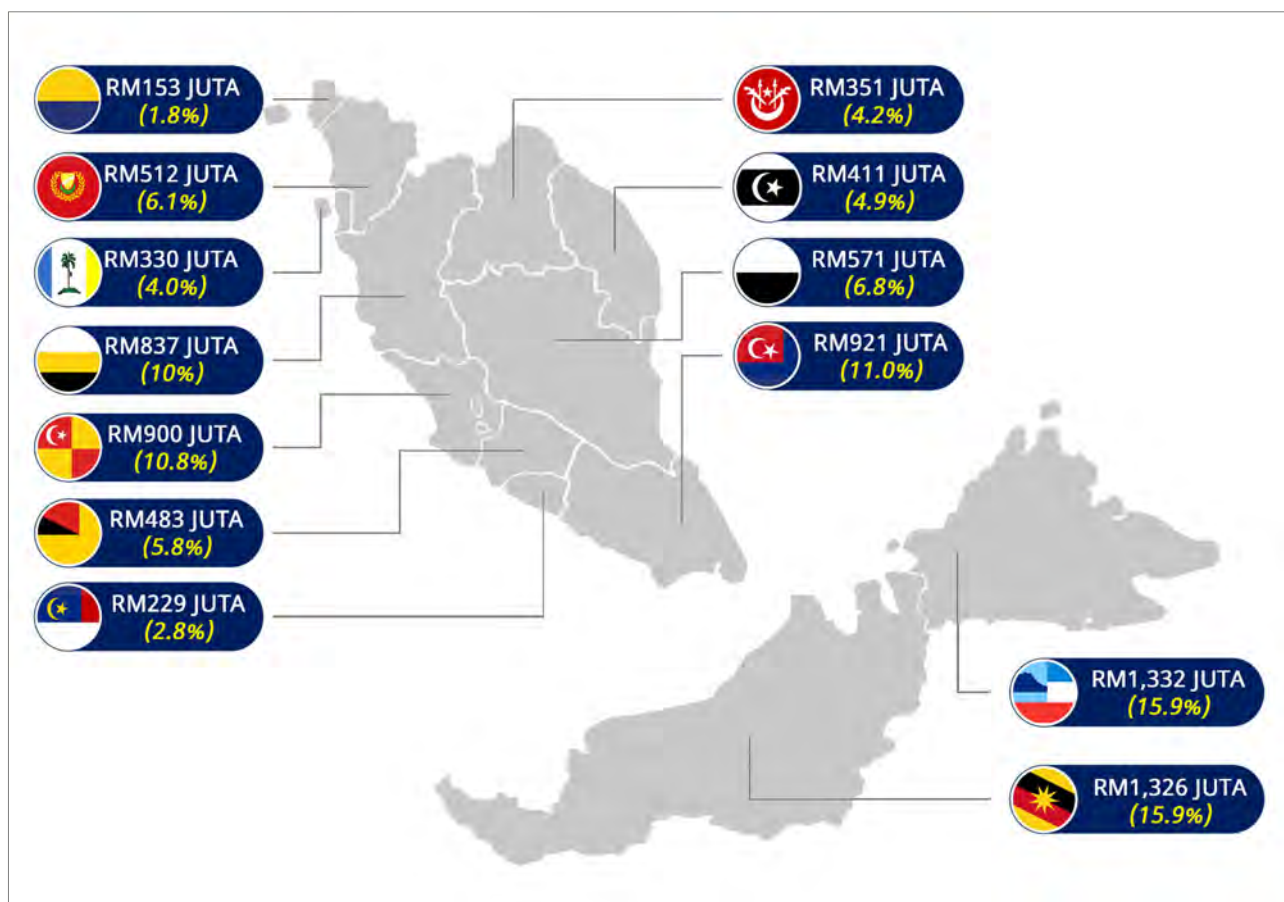 RM153 JUTA
(1.8%)
RM512 JUTA
(6.1%)
RM330 JUTA
(4.0%)
RM837 JUTA
(10%)
RM900 JUTA
(10.8%)
RM483 JUTA
(5.8%)
RM229 JUTA
(2.8%)
RM351 JUTA
(4.2%)
RM411 JUTA
(4.9%)
RM571 JUTA
(6.8%)
RM921 JUTA
(11.0%)
RM1,332 JUTA
(15.9%)
RM1,326 JUTA
(15.9%)